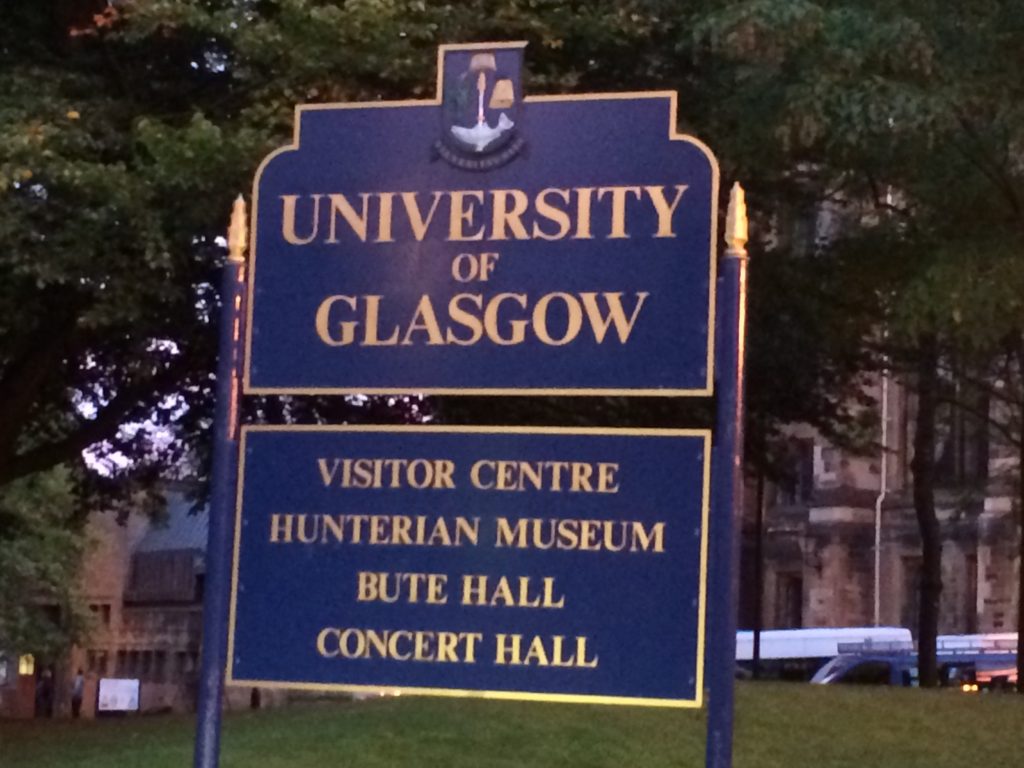 UNIVERSITY
OF
GLASGOW
VISITOR CENTRE
HUNTERIAN MUSEUM
BUTE HALL
CONCERT HALL